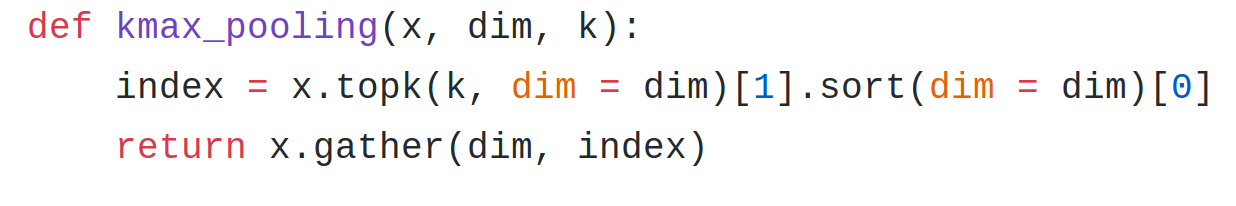 def kmax_pooling(x, dim, k):
    index = x.topk(k, dim = dim)[1].sort(dim = dim)[0]
    return x.gather(dim, index)